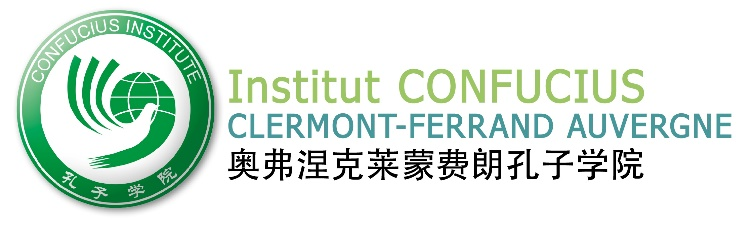 CONFUCIUS INSTITUTE
孔子学院
Institut CONFUCIUS
CLERMONT-FERRAND AUVERGNE
奥弗涅克莱蒙费朗孔子学院